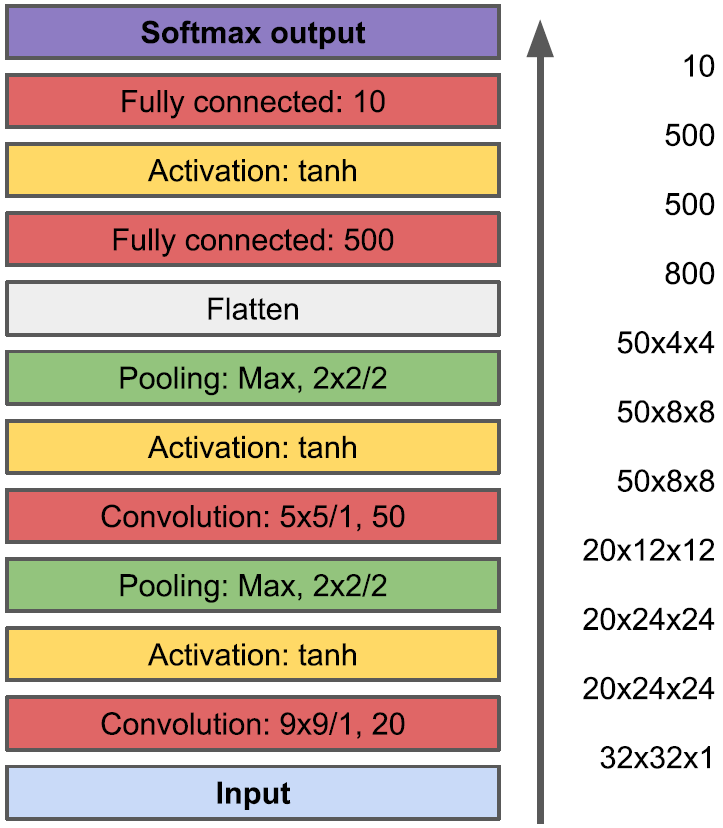 Softmax output
10
Fully connected: 10
500
Activation: tanh
500
Fully connected: 500
800
Flatten
50x4x4
Pooling: Max, 2x2/2
50x8x8
Activation: tanh
50x8x8
Convolution: 5x5/1, 50
20x12x12
Pooling: Max, 2x2/2
20x24x24
Activation: tanh
20x24x24
Convolution: 9x9/1, 20
32x32x1
Input